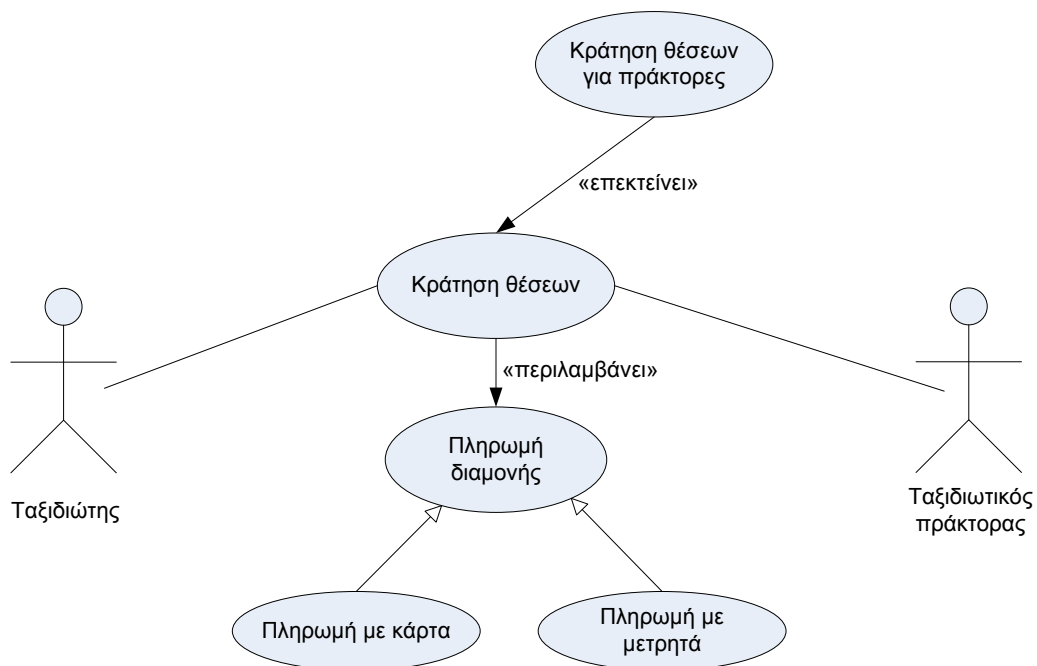 Κράτηση θέσεων
για πράκτορες
«επεκτείνει»
Κράτηση θέσεων
«περιλαμβάνει»
Πληρωμή
διαμονής
Ταξιδιώτης
Ταξιδιωτικός
πράκτορας
Πληρωμή με κάρτα
Πληρωμή με
μετρητά